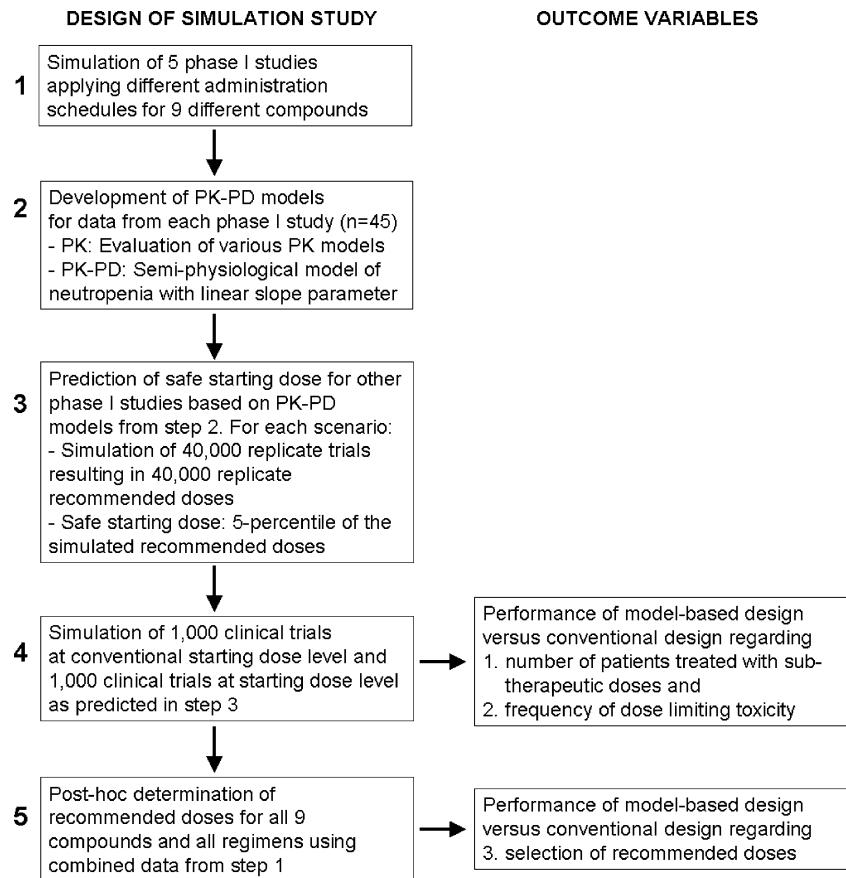 DESIGN OF SIMULATION STUDY
OUTCOME VARIABLES
1
Simulation of 5 phase I studies
applying different administration
schedules for 9 different compounds
2
Development of PK-PD models
for data from each phase I study (n=45)
- PK: Evaluation of various PK models
- PK-PD: Semi-physiological model of
neutropenia with linear slope parameter
3
Prediction of safe starting dose for other
phase I studies based on PK-PD
models from step 2. For each scenario:
- Simulation of 40,000 replicate trials
resulting in 40,000 replicate
recommended doses
- Safe starting dose: 5-percentile of the
simulated recommended doses
4
Simulation of 1,000 clinical trials
at conventional starting dose level and
1,000 clinical trials at starting dose level
as predicted in step 3
Performance of model-based design
versus conventional design regarding
1. number of patients treated with sub-
therapeutic doses and
2. frequency of dose limiting toxicity
5
Post-hoc determination of
recommended doses for all 9
compounds and all regimens using
combined data from step 1
Performance of model-based design
versus conventional design regarding
3. selection of recommended doses